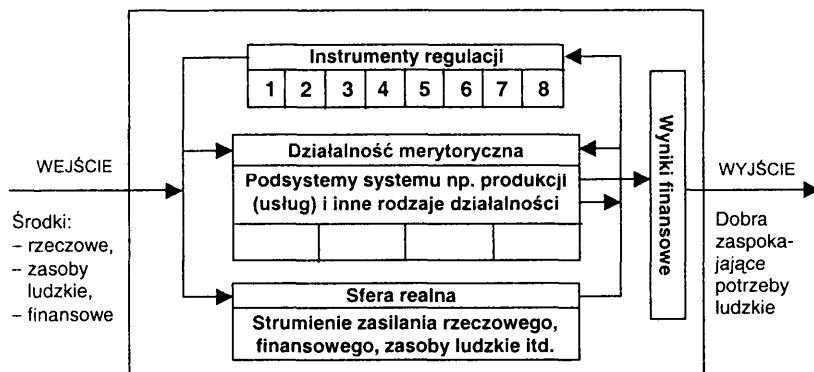 Instrumenty regulacji
1 2 3 4 5 6 7 8
WEJŚCIE
Środki:
– rzeczowe,
– zasoby
ludzkie,
– finansowe
Działalność merytoryczna
Podsystemy systemu np. produkcji
(usług) i inne rodzaje działalności
Sfera realna
Strumienie zasilania rzeczowego,
finansowego, zasoby ludzkie itd.
Wyniki finansowe
WYJŚCIE
Dobra
zaspoka-
jające
potrzeby
ludzkie